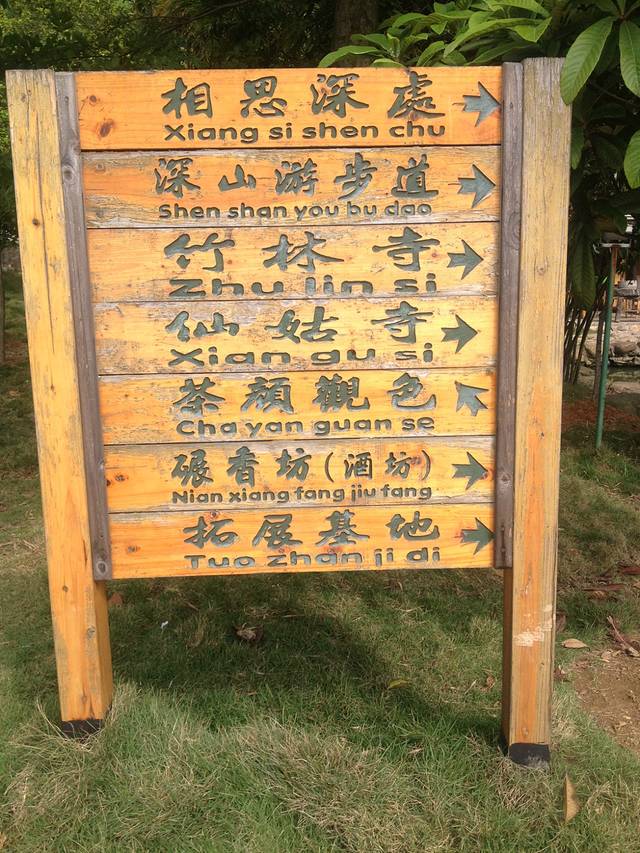 相思深處
Xiang si shen chu
深山游步道
Shen shan you bu dao
竹林寺
Zhu lin si
仙姑寺
Xian gu si
茶顔觀色
Cha yan guan se
碾香坊(酒坊)
Nian xiang fang jiu fang
拓展基地
Tuo zhan ji di